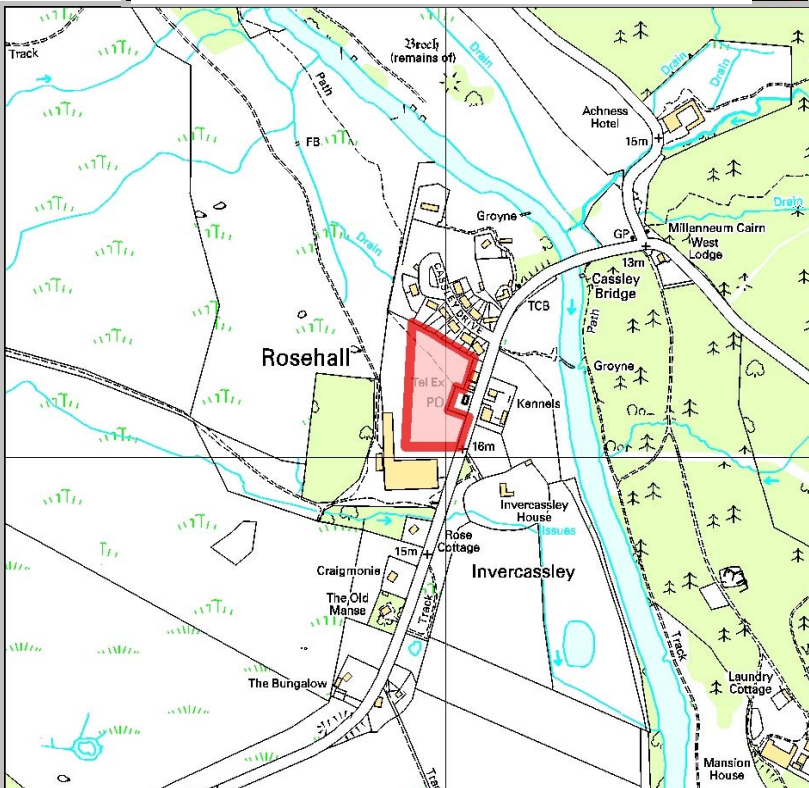 Track
Broch
(remains of)
Drain
Drain
Drain
Path
Achness
Hotel
15m
FB
Drain
Groyne
GP
Millenneum Cairn
West
Lodge
13m
Drain
CASSLEY DRIVE
Cassley
Bridge
TCB
Path
Rosehall
Groyne
Tel Ex
PO
Kennels
16m
Invercassley
House
Issues
Rose
Cottage
15m
Craigmonie
Invercassley
The Old
Manse
Track
Track
The Bungalow
Laundry
Cottage
Mansion
House